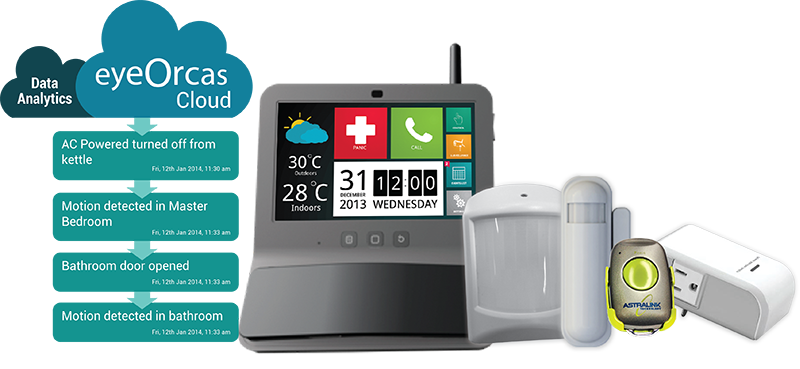 Data
Analytics
eyeOrcas
Cloud
AC Powered turned off from
kettle
Fri, 12th Jan 2014, 11:30 am
Motion detected in Master
Bedroom
Fri, 12th Jan 2014, 11:33 am
Bathroom door opened
Fri, 12th Jan 2014, 11:33 am
Motion detected in bathroom
Fri, 12th Jan 2014, 11:33 am
30°C
Outdoors
28°C
Indoors
PANIC
CALL
31
DECEMBER
2013
12:00
WEDNESDAY
ASTRALINK